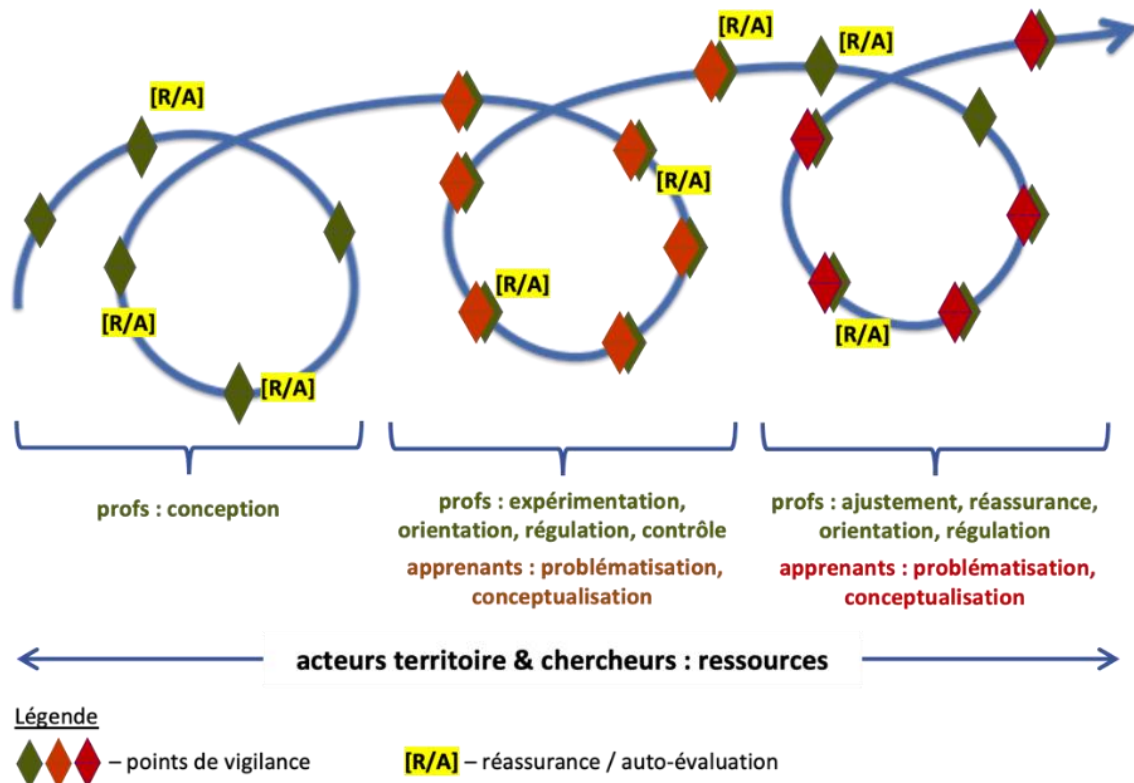 [R/A]
[R/A]
[R/A]
[R/A]
[R/A]
[R/A]
[R/A]
[R/A]
[R/A]
profs : conception
profs : expérimentation,
orientation, régulation, contrôle
apprenants : problématisation,
conceptualisation
profs : ajustement, réassurance,
orientation, régulation
apprenants : problématisation,
conceptualisation
acteurs territoire & chercheurs : ressources
Légende
– points de vigilance
[R/A] – réassurance / auto-évaluation